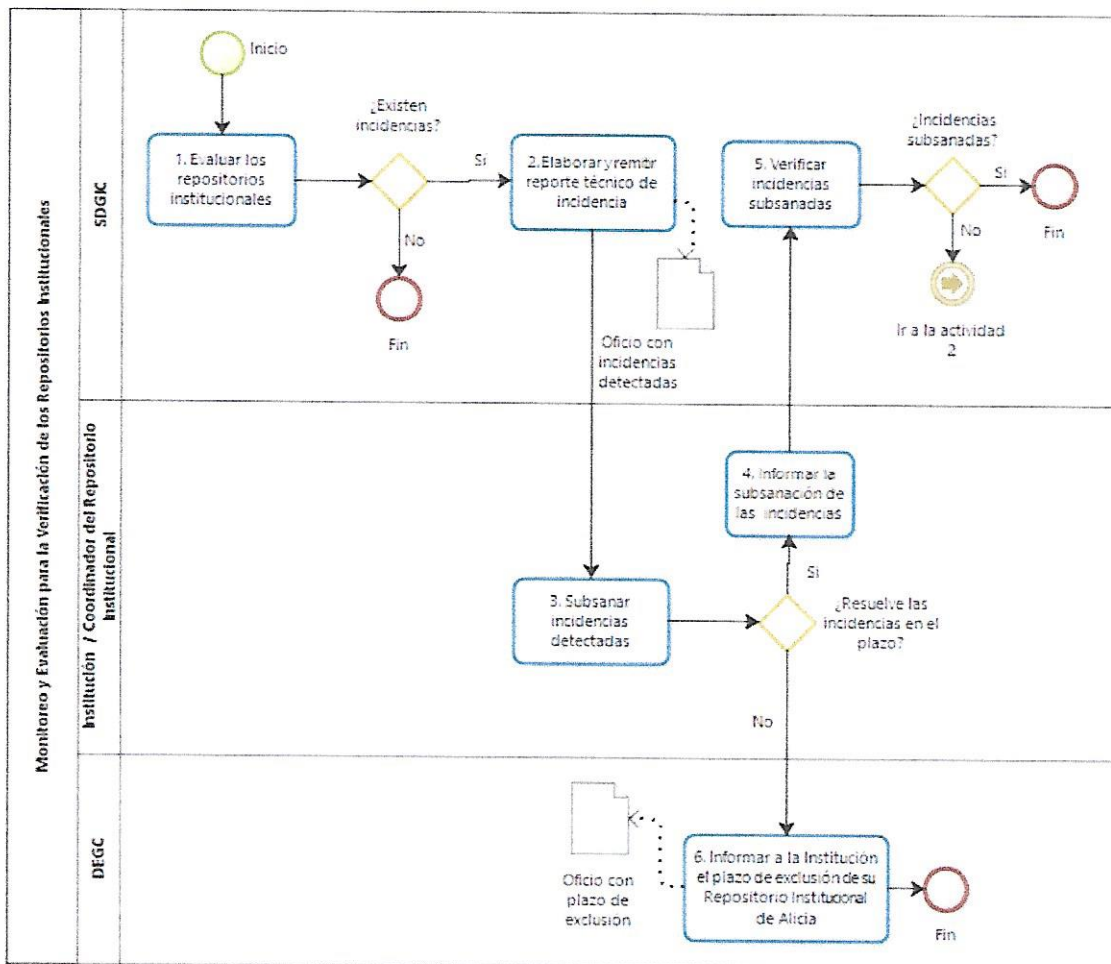 Monitoreo y Evaluación para la Verificación de los Repositorios Institucionales
SDGIC
Inicio
1. Evaluar los
repositorios
institucionales
¿Existen
incidencias?
Si
No
Fin
2. Elaborar y remitir
reporte técnico de
incidencia
Oficio con
incidencias
detectadas
5. Verificar
incidencias
subsanadas
¿Incidencias
subsanadas?
Si
Fin
No
Ir a la actividad
2
Institución / Coordinador del Repositorio
Institucional
3. Subsanar
incidencias
detectadas
4. Informar la
subsanación de
las incidencias
Si
¿Resuelve las
incidencias en el
plazo?
No
DEGC
Oficio con
plazo de
exclusión
6. Informar a la Institución
el plazo de exclusión de su
Repositorio Institucional
de Alicia
Fin